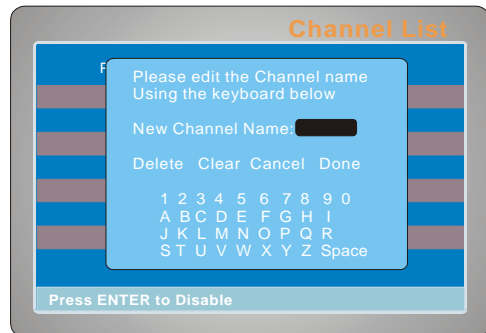 Channel List
Please edit the Channel name
Using the keyboard below
New Channel Name:
Delete Clear Cancel Done
1 2 3 4 5 6 7 8 9 0
A B C D E F G H I
J K L M N O P Q R
S T U V W X Y Z Space
Press ENTER to Disable